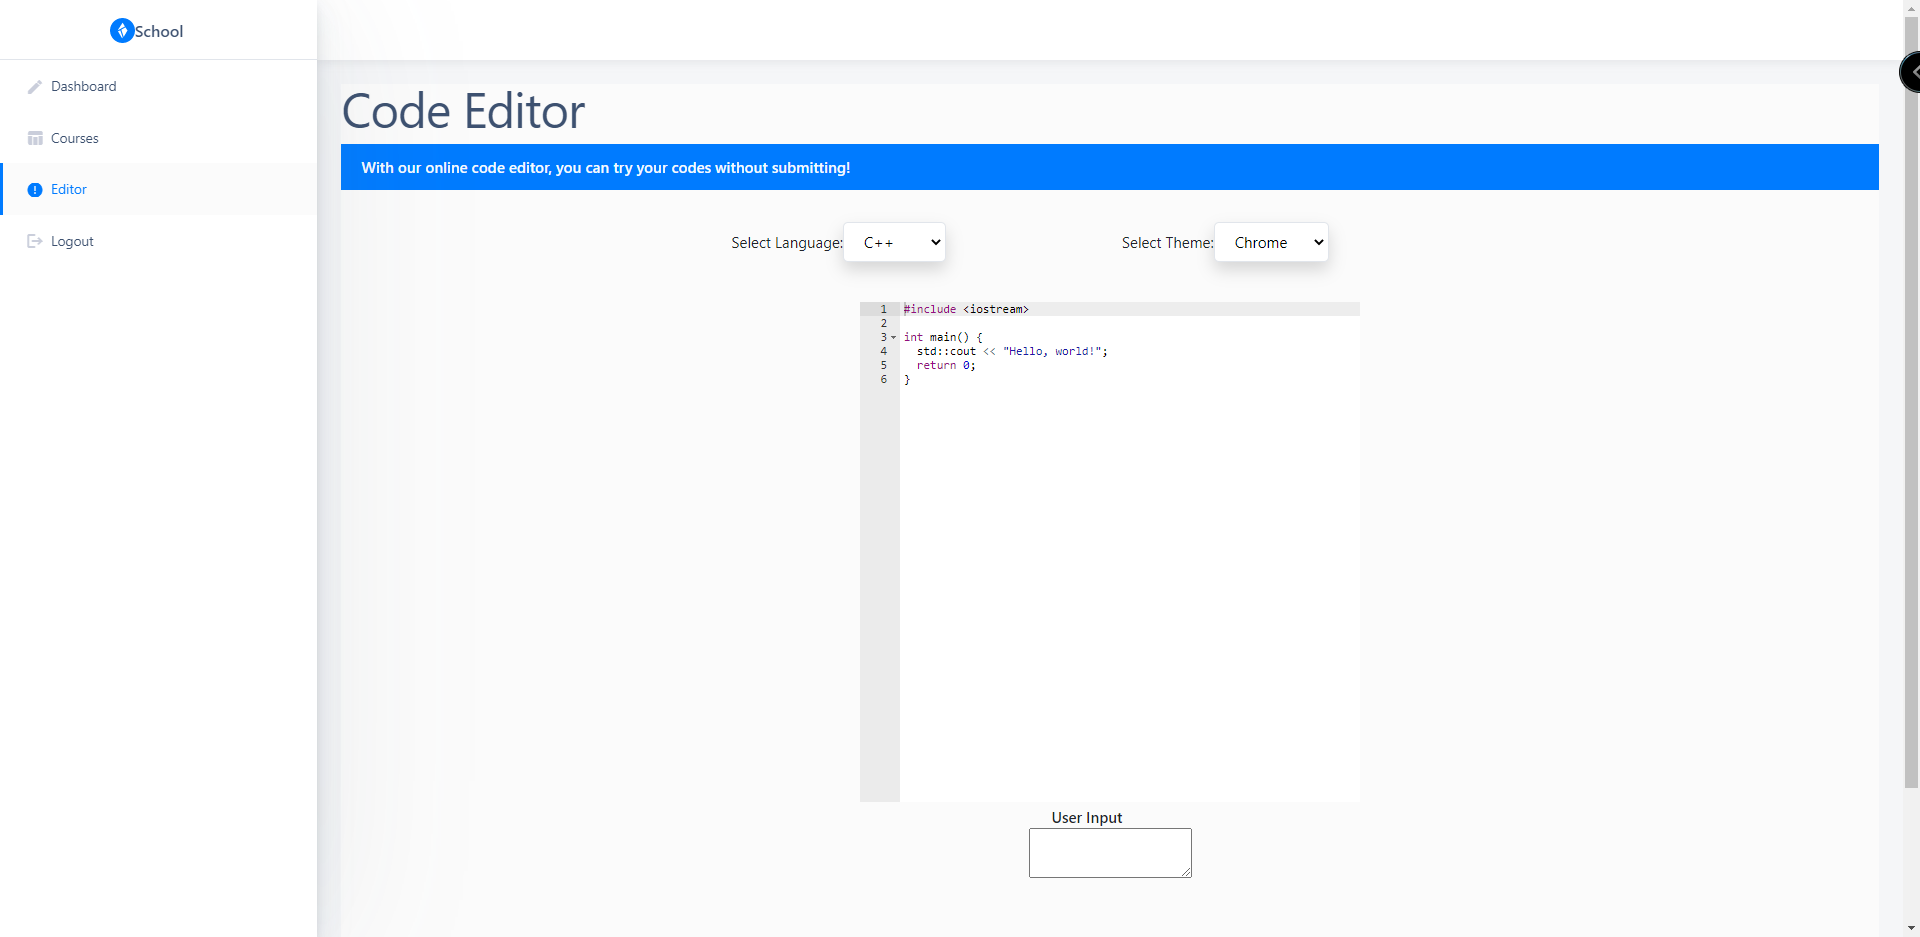 School
Dashboard
Courses
Editor
Logout
Code Editor
With our online code editor, you can try your codes without submitting!
Select Language: C++
Select Theme: Chrome
1 #include <iostream>
2
3 int main() {
4   std::cout << "Hello, world!";
5   return 0;
6 }
User Input